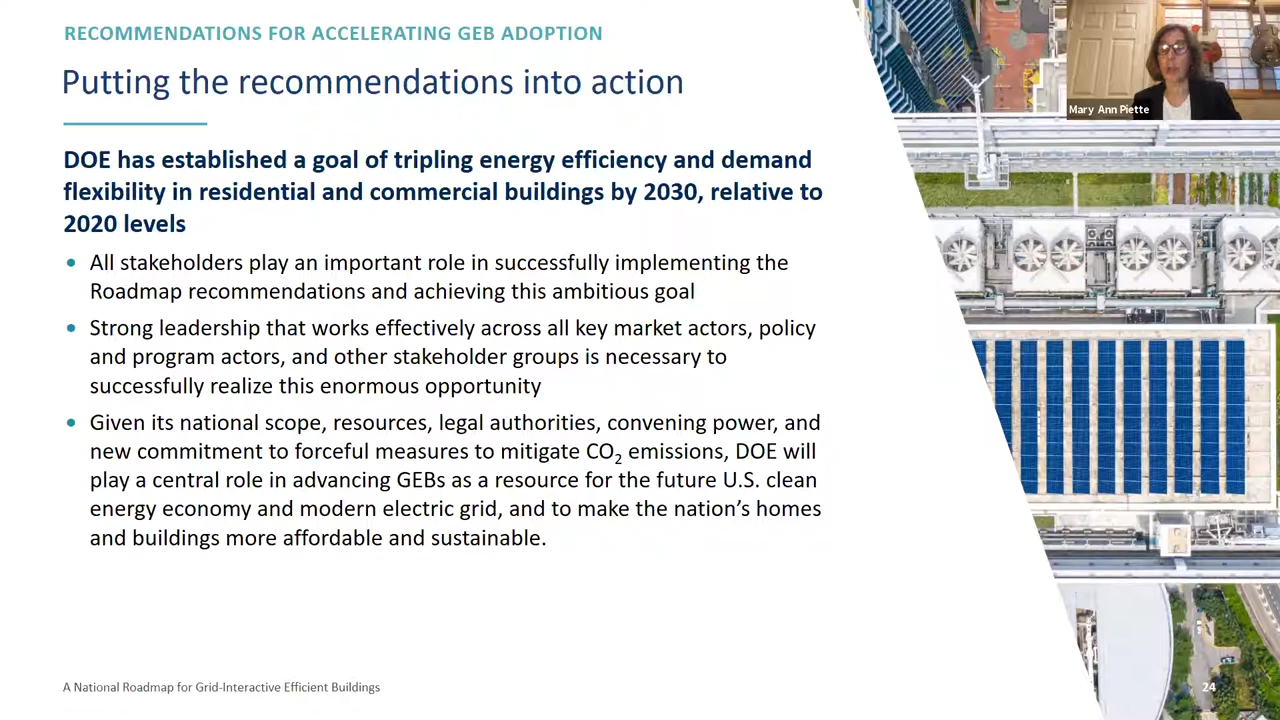 RECOMMENDATIONS FOR ACCELERATING GEB ADOPTION
Putting the recommendations into action
Mary Ann Piette
DOE has established a goal of tripling energy efficiency and demand
flexibility in residential and commercial buildings by 2030, relative to
2020 levels
• All stakeholders play an important role in successfully implementing the
Roadmap recommendations and achieving this ambitious goal
• Strong leadership that works effectively across all key market actors, policy
and program actors, and other stakeholder groups is necessary to
successfully realize this enormous opportunity
• Given its national scope, resources, legal authorities, convening power, and
new commitment to forceful measures to mitigate CO₂ emissions, DOE will
play a central role in advancing GEBs as a resource for the future U.S. clean
energy economy and modern electric grid, and to make the nation’s homes
and buildings more affordable and sustainable.
A National Roadmap for Grid-Interactive Efficient Buildings
24